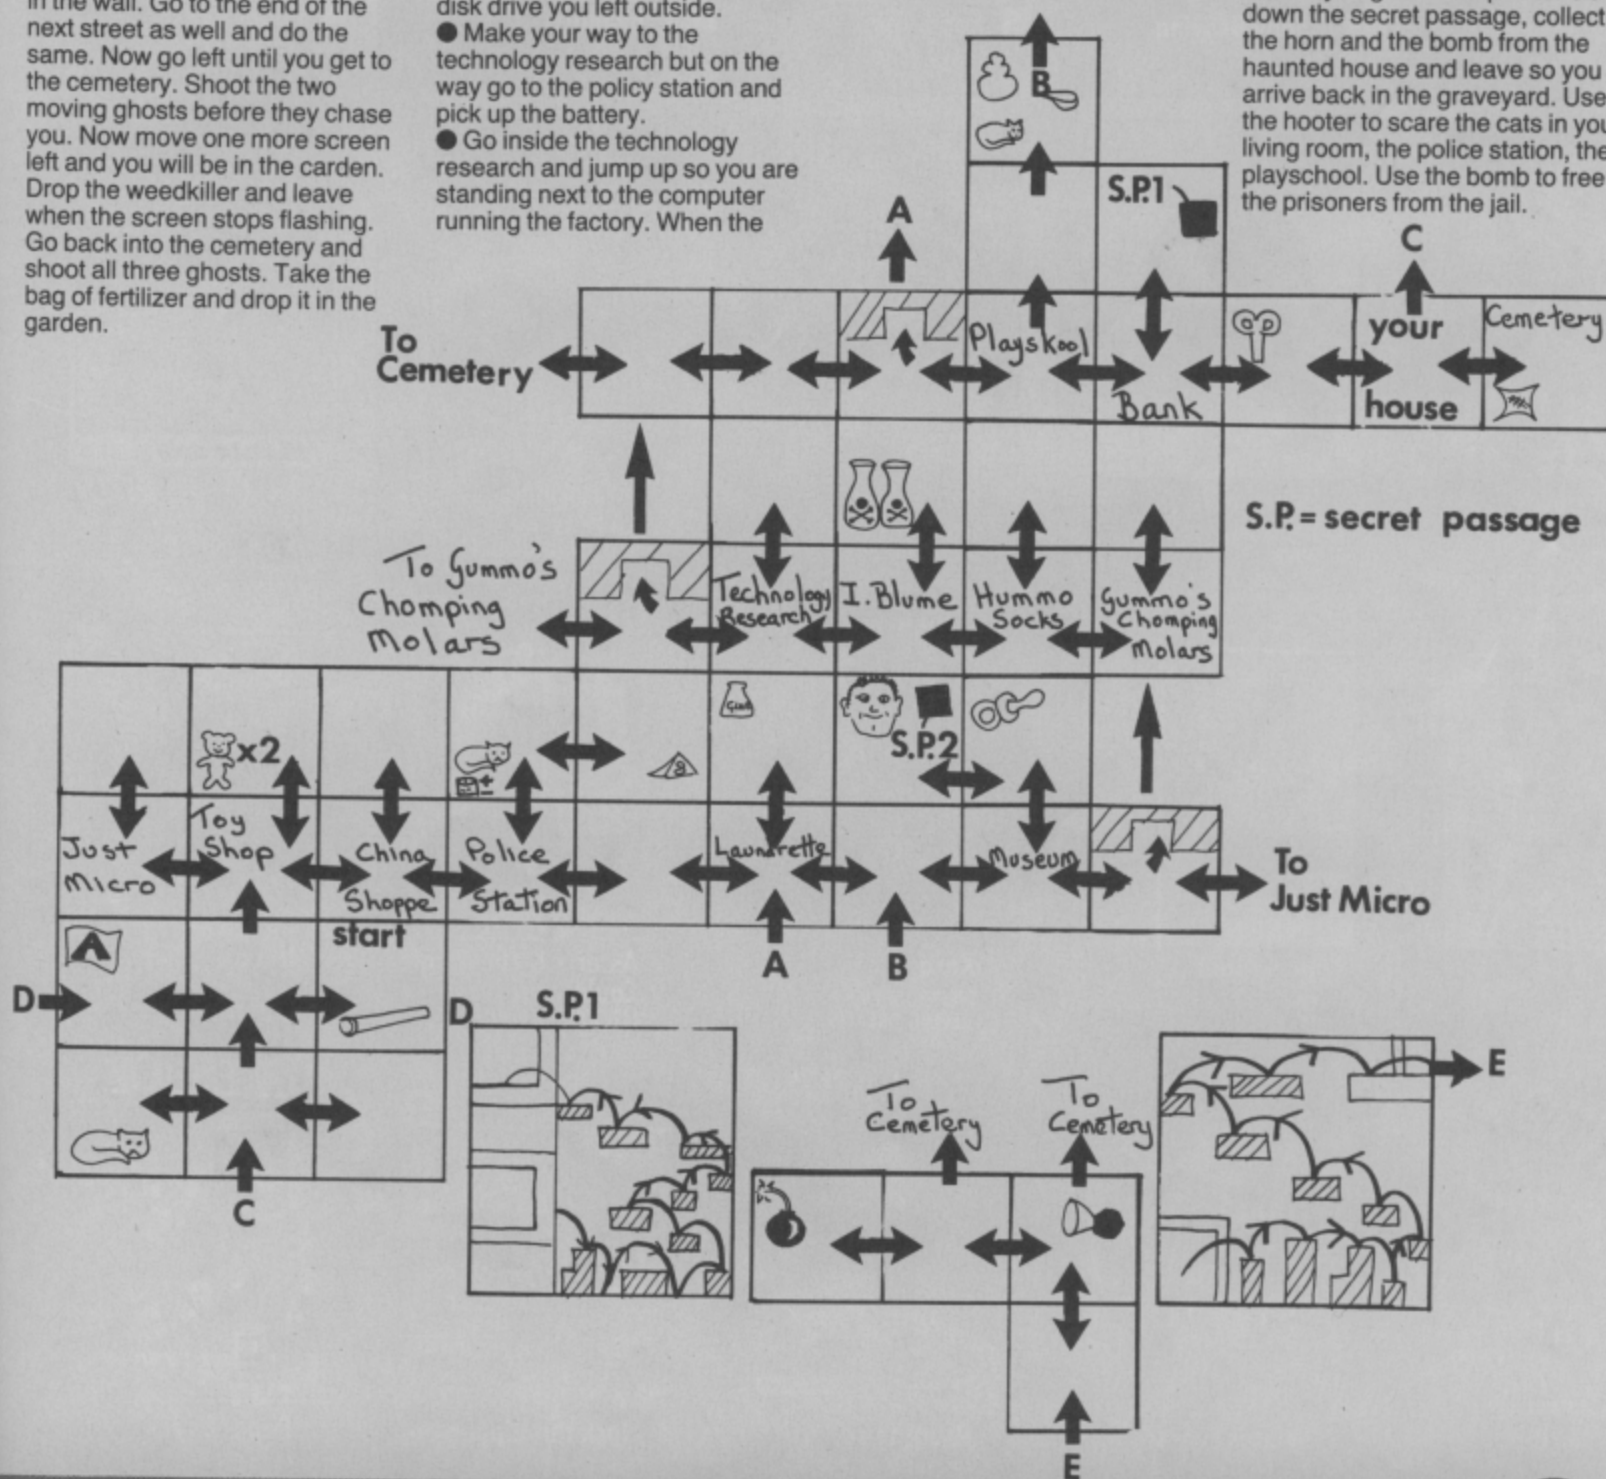 in the wall. Go to the end of the
next street as well and do the
same. Now go left until you get to
the cemetery. Shoot the two
moving ghosts before they chase
you. Now move one more screen
left and you will be in the carden.
Drop the weedkiller and leave
when the screen stops flashing.
Go back into the cemetery and
shoot all three ghosts. Take the
bag of fertilizer and drop it in the
garden.
disk drive you left outside.
● Make your way to the
technology research but on the
way go to the policy station and
pick up the battery.
● Go inside the technology
research and jump up so you are
standing next to the computer
running the factory. When the
down the secret passage, collect
the horn and the bomb from the
haunted house and leave so you
arrive back in the graveyard. Use
the hooter to scare the cats in you
living room, the police station, the
playschool. Use the bomb to free
the prisoners from the jail.
B
S.P.1
A
C
To
Cemetery
Playskool
Bank
your
house
Cemetery
S.P. = secret passage
To Gummo's
Chomping
Molars
Technology
Research
I. Blume
Hummo
Socks
Gummo's
Chomping
Molars
x2
S.P.2
Just
Micro
Toy
Shop
China
Shoppe
Police
Station
Laundrette
Museum
To
Just Micro
start
A
A
B
D
D
C
S.P.1
To
Cemetery
To
Cemetery
E
E